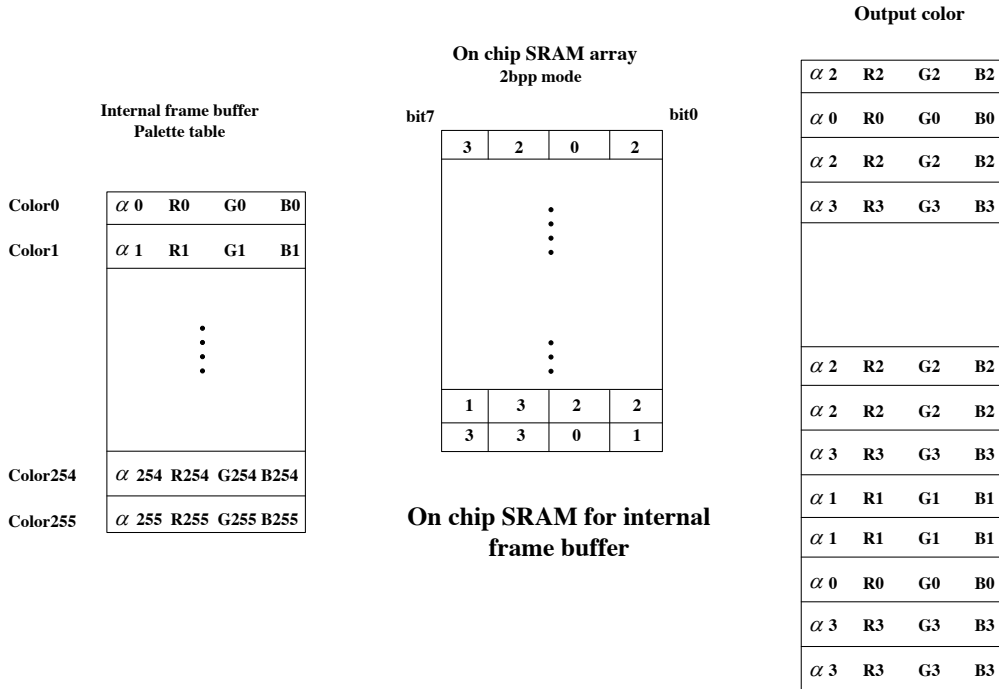 Output color
On chip SRAM array
2bpp mode
Internal frame buffer
Palette table
bit7
bit0
3 2 0 2
Color0
α 0 R0 G0 B0
Color1
α 1 R1 G1 B1
Color254
α 254 R254 G254 B254
Color255
α 255 R255 G255 B255
1 3 2 2
3 3 0 1
On chip SRAM for internal
frame buffer
α 2 R2 G2 B2
α 0 R0 G0 B0
α 2 R2 G2 B2
α 3 R3 G3 B3
α 2 R2 G2 B2
α 2 R2 G2 B2
α 3 R3 G3 B3
α 1 R1 G1 B1
α 1 R1 G1 B1
α 0 R0 G0 B0
α 3 R3 G3 B3
α 3 R3 G3 B3